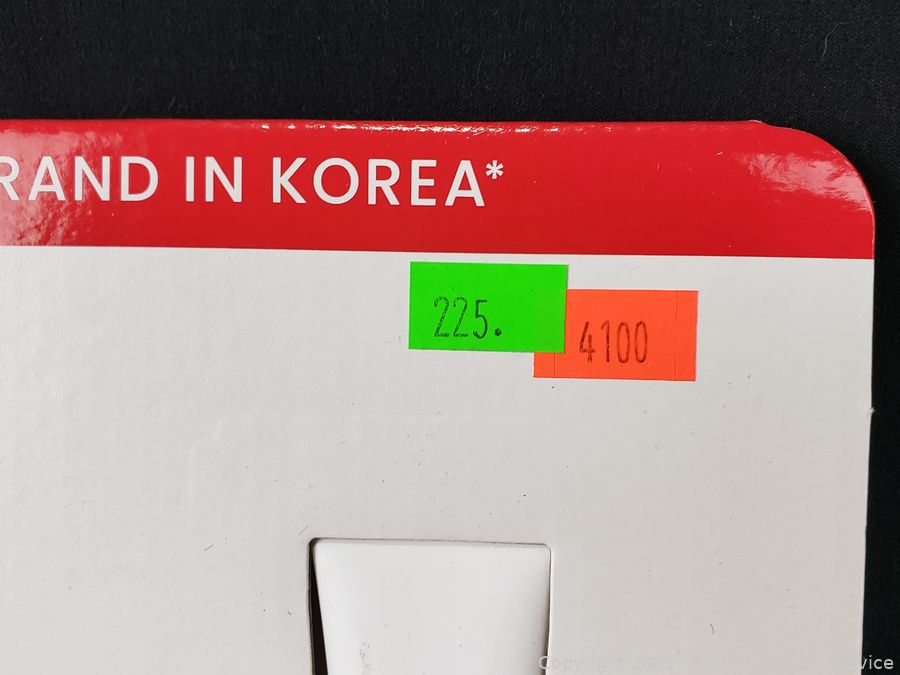 RAND IN KOREA*
225.
4100
Copyright 2025